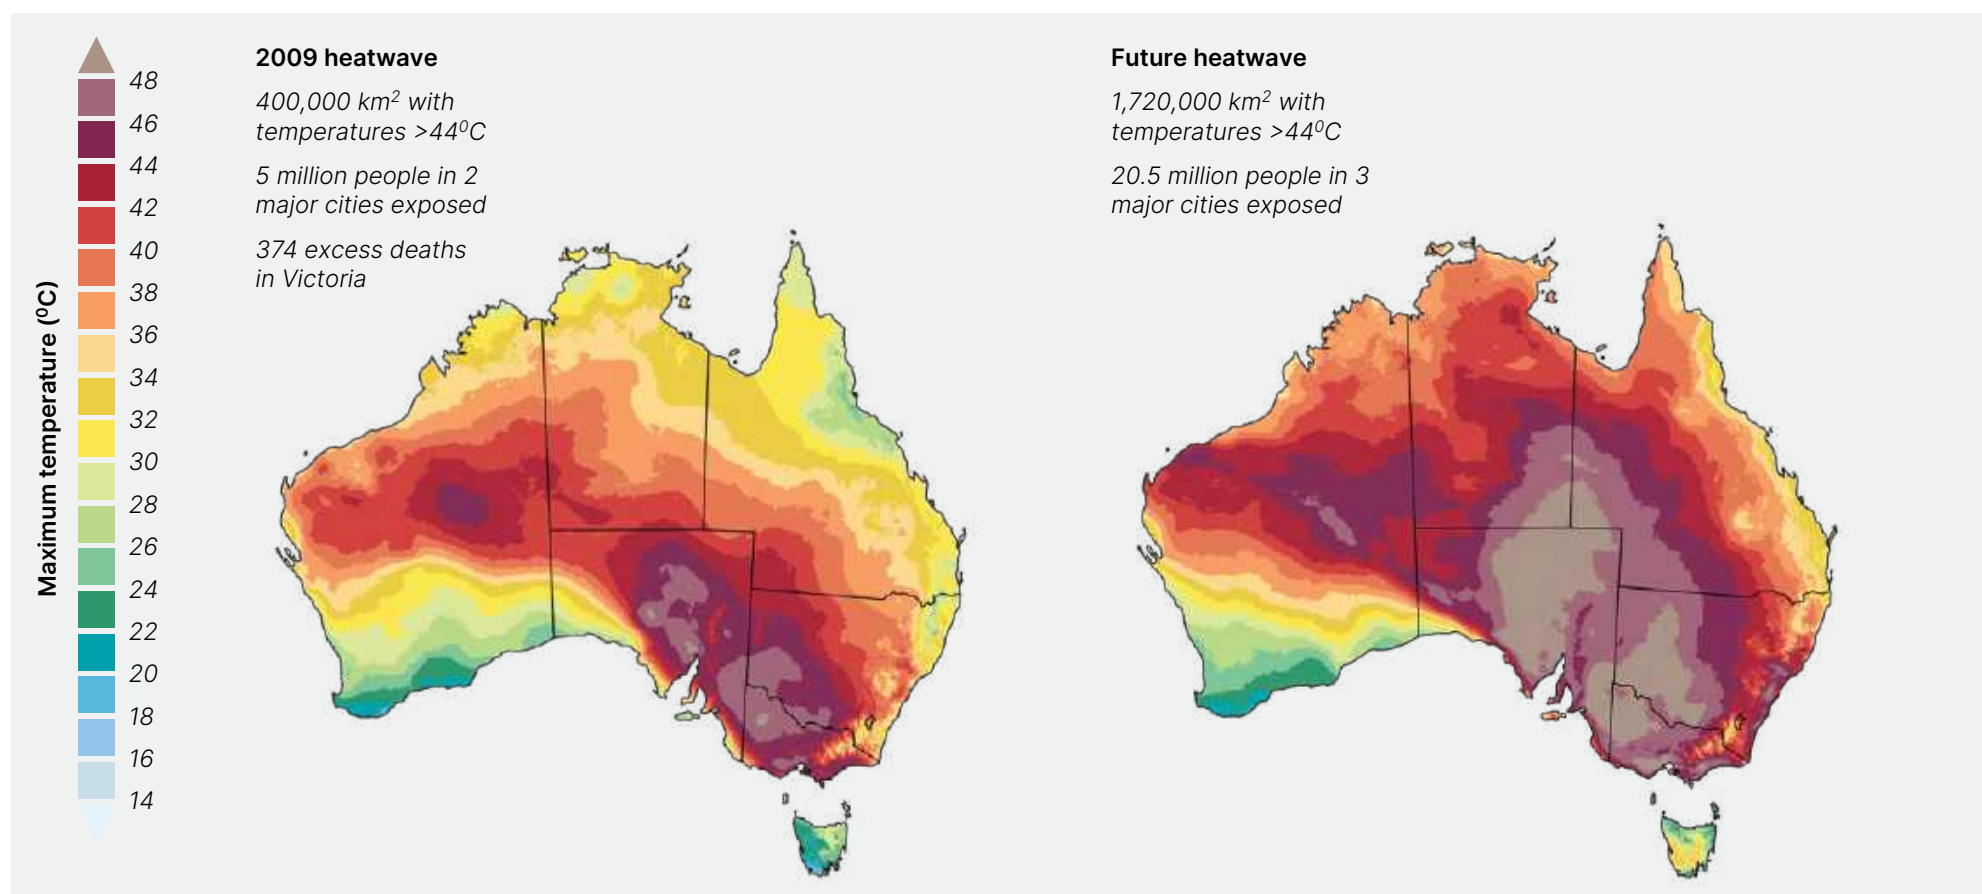 Maximum temperature (⁰C)
48
46
44
42
40
38
36
34
32
30
28
26
24
22
20
18
16
14
2009 heatwave
400,000 km² with
temperatures >44⁰C
5 million people in 2
major cities exposed
374 excess deaths
in Victoria
Future heatwave
1,720,000 km² with
temperatures >44⁰C
20.5 million people in 3
major cities exposed